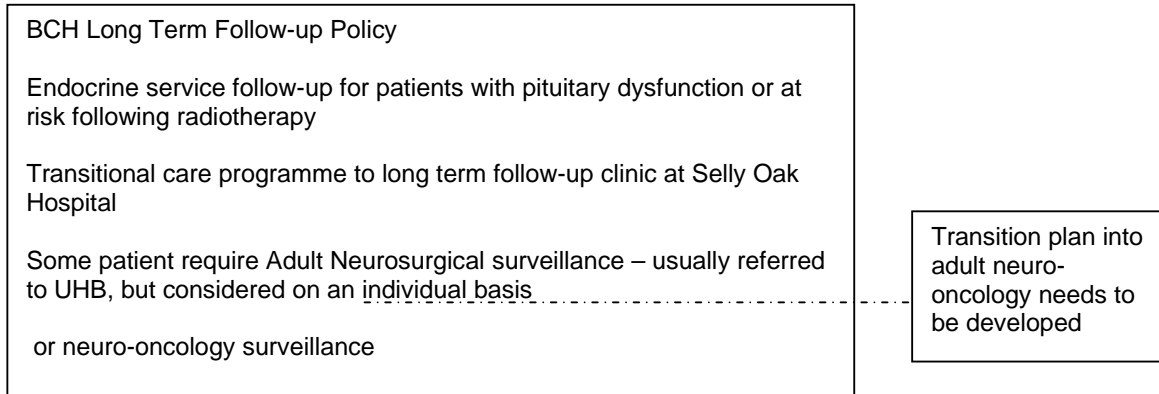 BCH Long Term Follow-up Policy
Endocrine service follow-up for patients with pituitary dysfunction or at
risk following radiotherapy
Transitional care programme to long term follow-up clinic at Selly Oak
Hospital
Some patient require Adult Neurosurgical surveillance – usually referred
to UHB, but considered on an individual basis
or neuro-oncology surveillance
Transition plan into
adult neuro-
oncology needs to
be developed